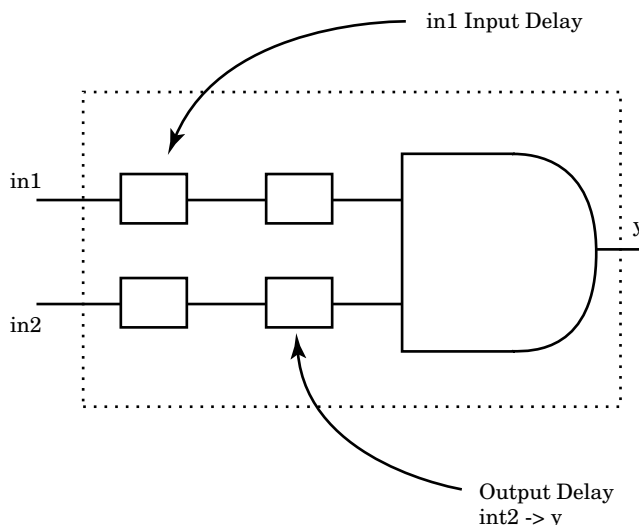 in1 Input Delay
in1
y
in2
Output Delay
int2 -> y